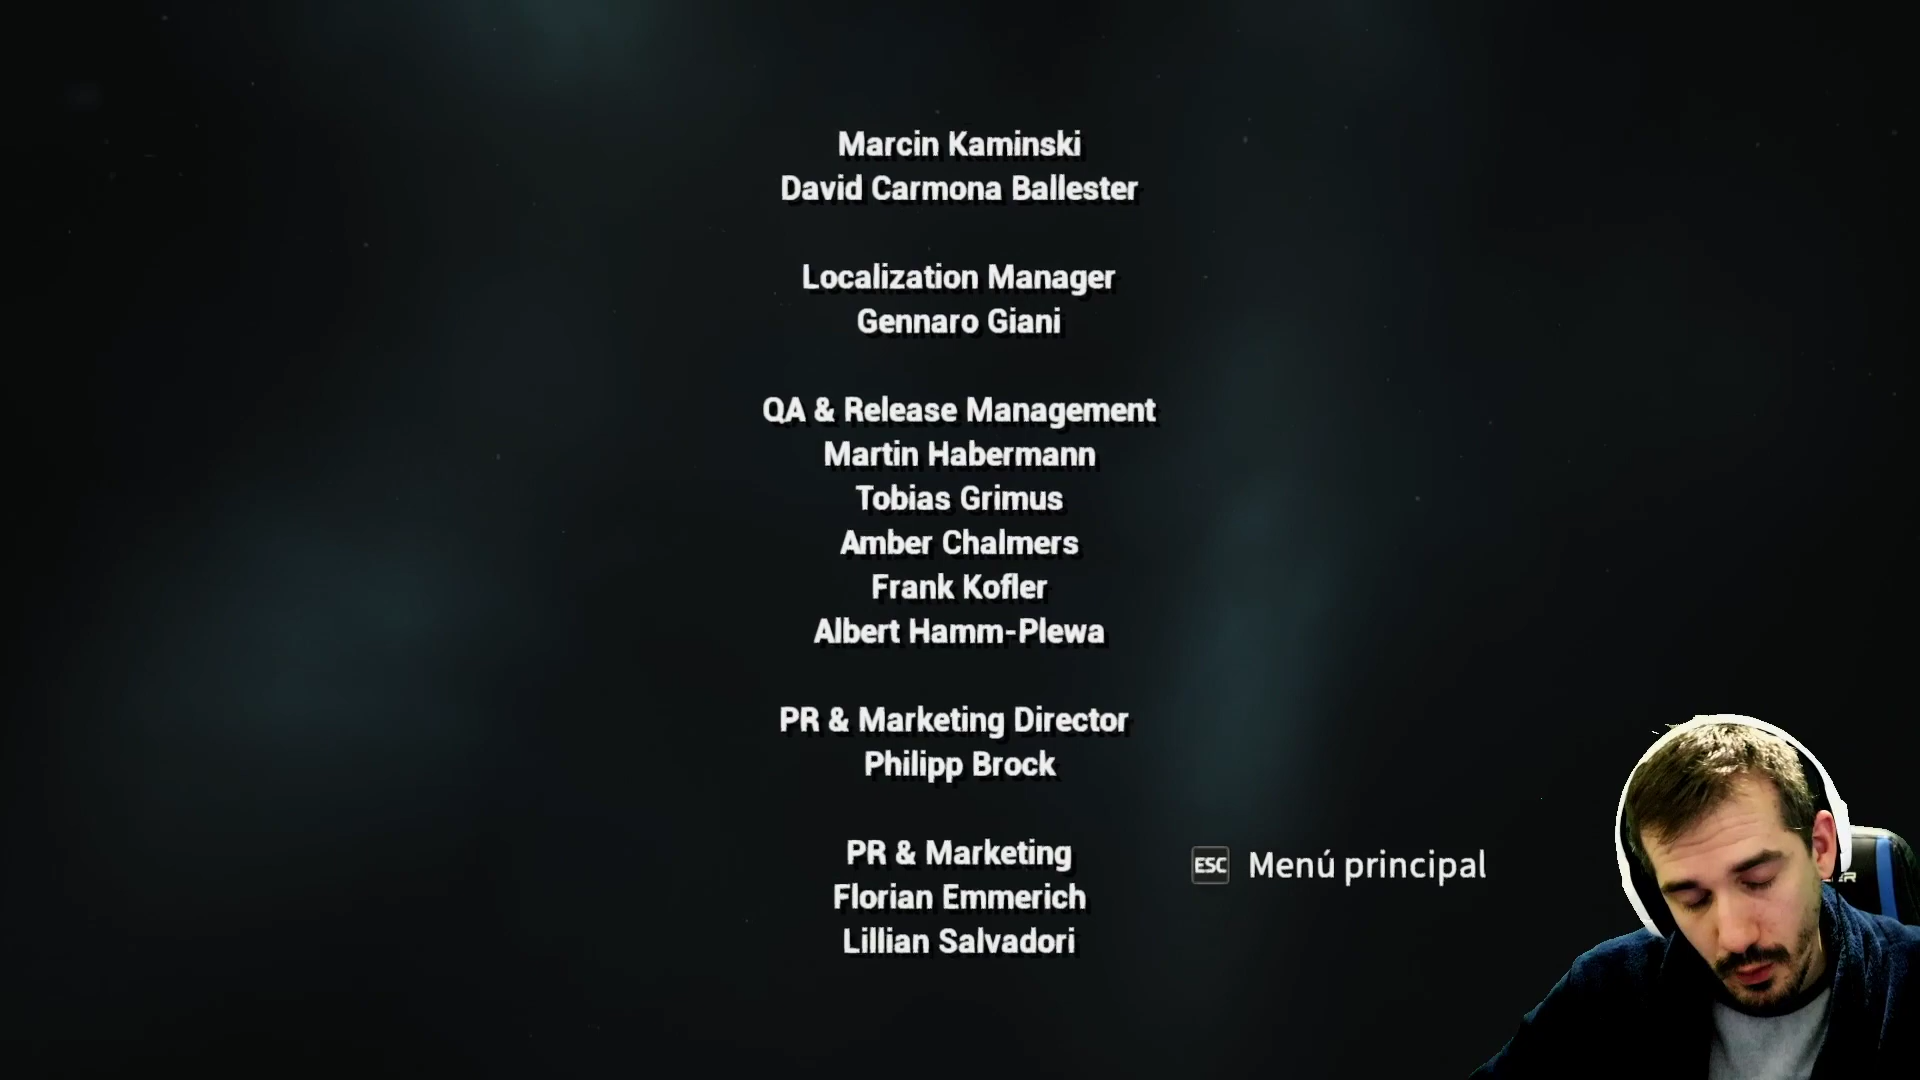 Marcin Kaminski
David Carmona Ballester
Localization Manager
Gennaro Giani
QA & Release Management
Martin Habermann
Tobias Grimus
Amber Chalmers
Frank Kofler
Albert Hamm-Plewa
PR & Marketing Director
Philipp Brock
PR & Marketing
Florian Emmerich
Lillian Salvadori
ESC Menú principal